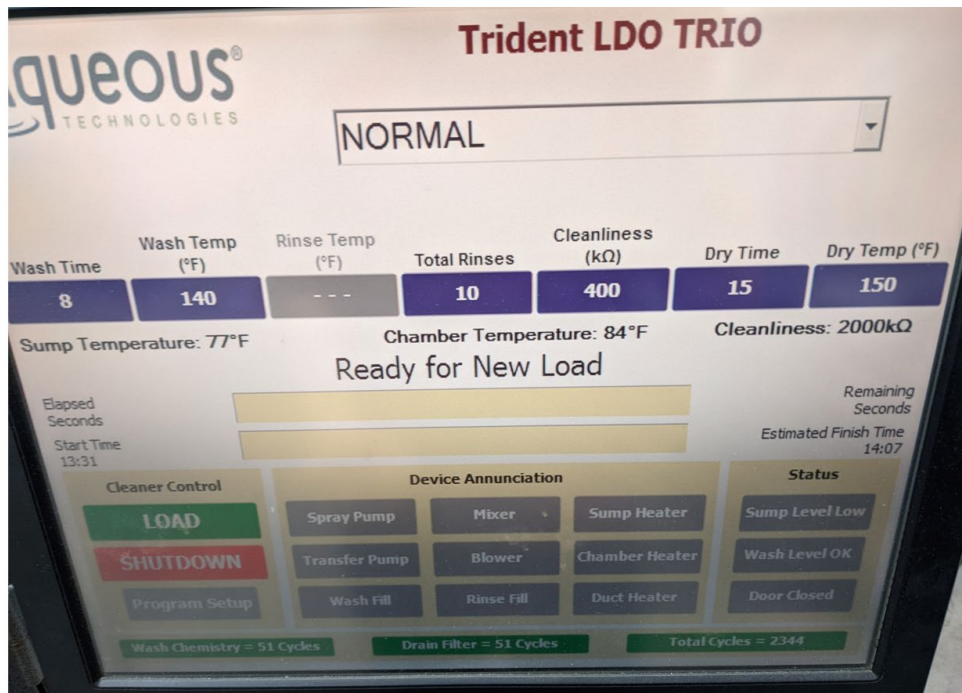 Trident LDO TRIO
aqueous®
TECHNOLOGIES
NORMAL
Wash Time
Wash Temp
(°F)
Rinse Temp
(°F)
Total Rinses
Cleanliness
(kΩ)
Dry Time
Dry Temp (°F)
8
140
---
10
400
15
150
Sump Temperature: 77°F
Chamber Temperature: 84°F
Cleanliness: 2000kΩ
Ready for New Load
Elapsed
Seconds
Remaining
Seconds
Start Time
13:31
Estimated Finish Time
14:07
Cleaner Control
LOAD
SHUTDOWN
Program Setup
Device Annunciation
Spray Pump
Mixer
Sump Heater
Transfer Pump
Blower
Chamber Heater
Wash Fill
Rinse Fill
Duct Heater
Status
Sump Level Low
Wash Level OK
Door Closed
Wash Chemistry = 51 Cycles
Drain Filter = 51 Cycles
Total Cycles = 2344